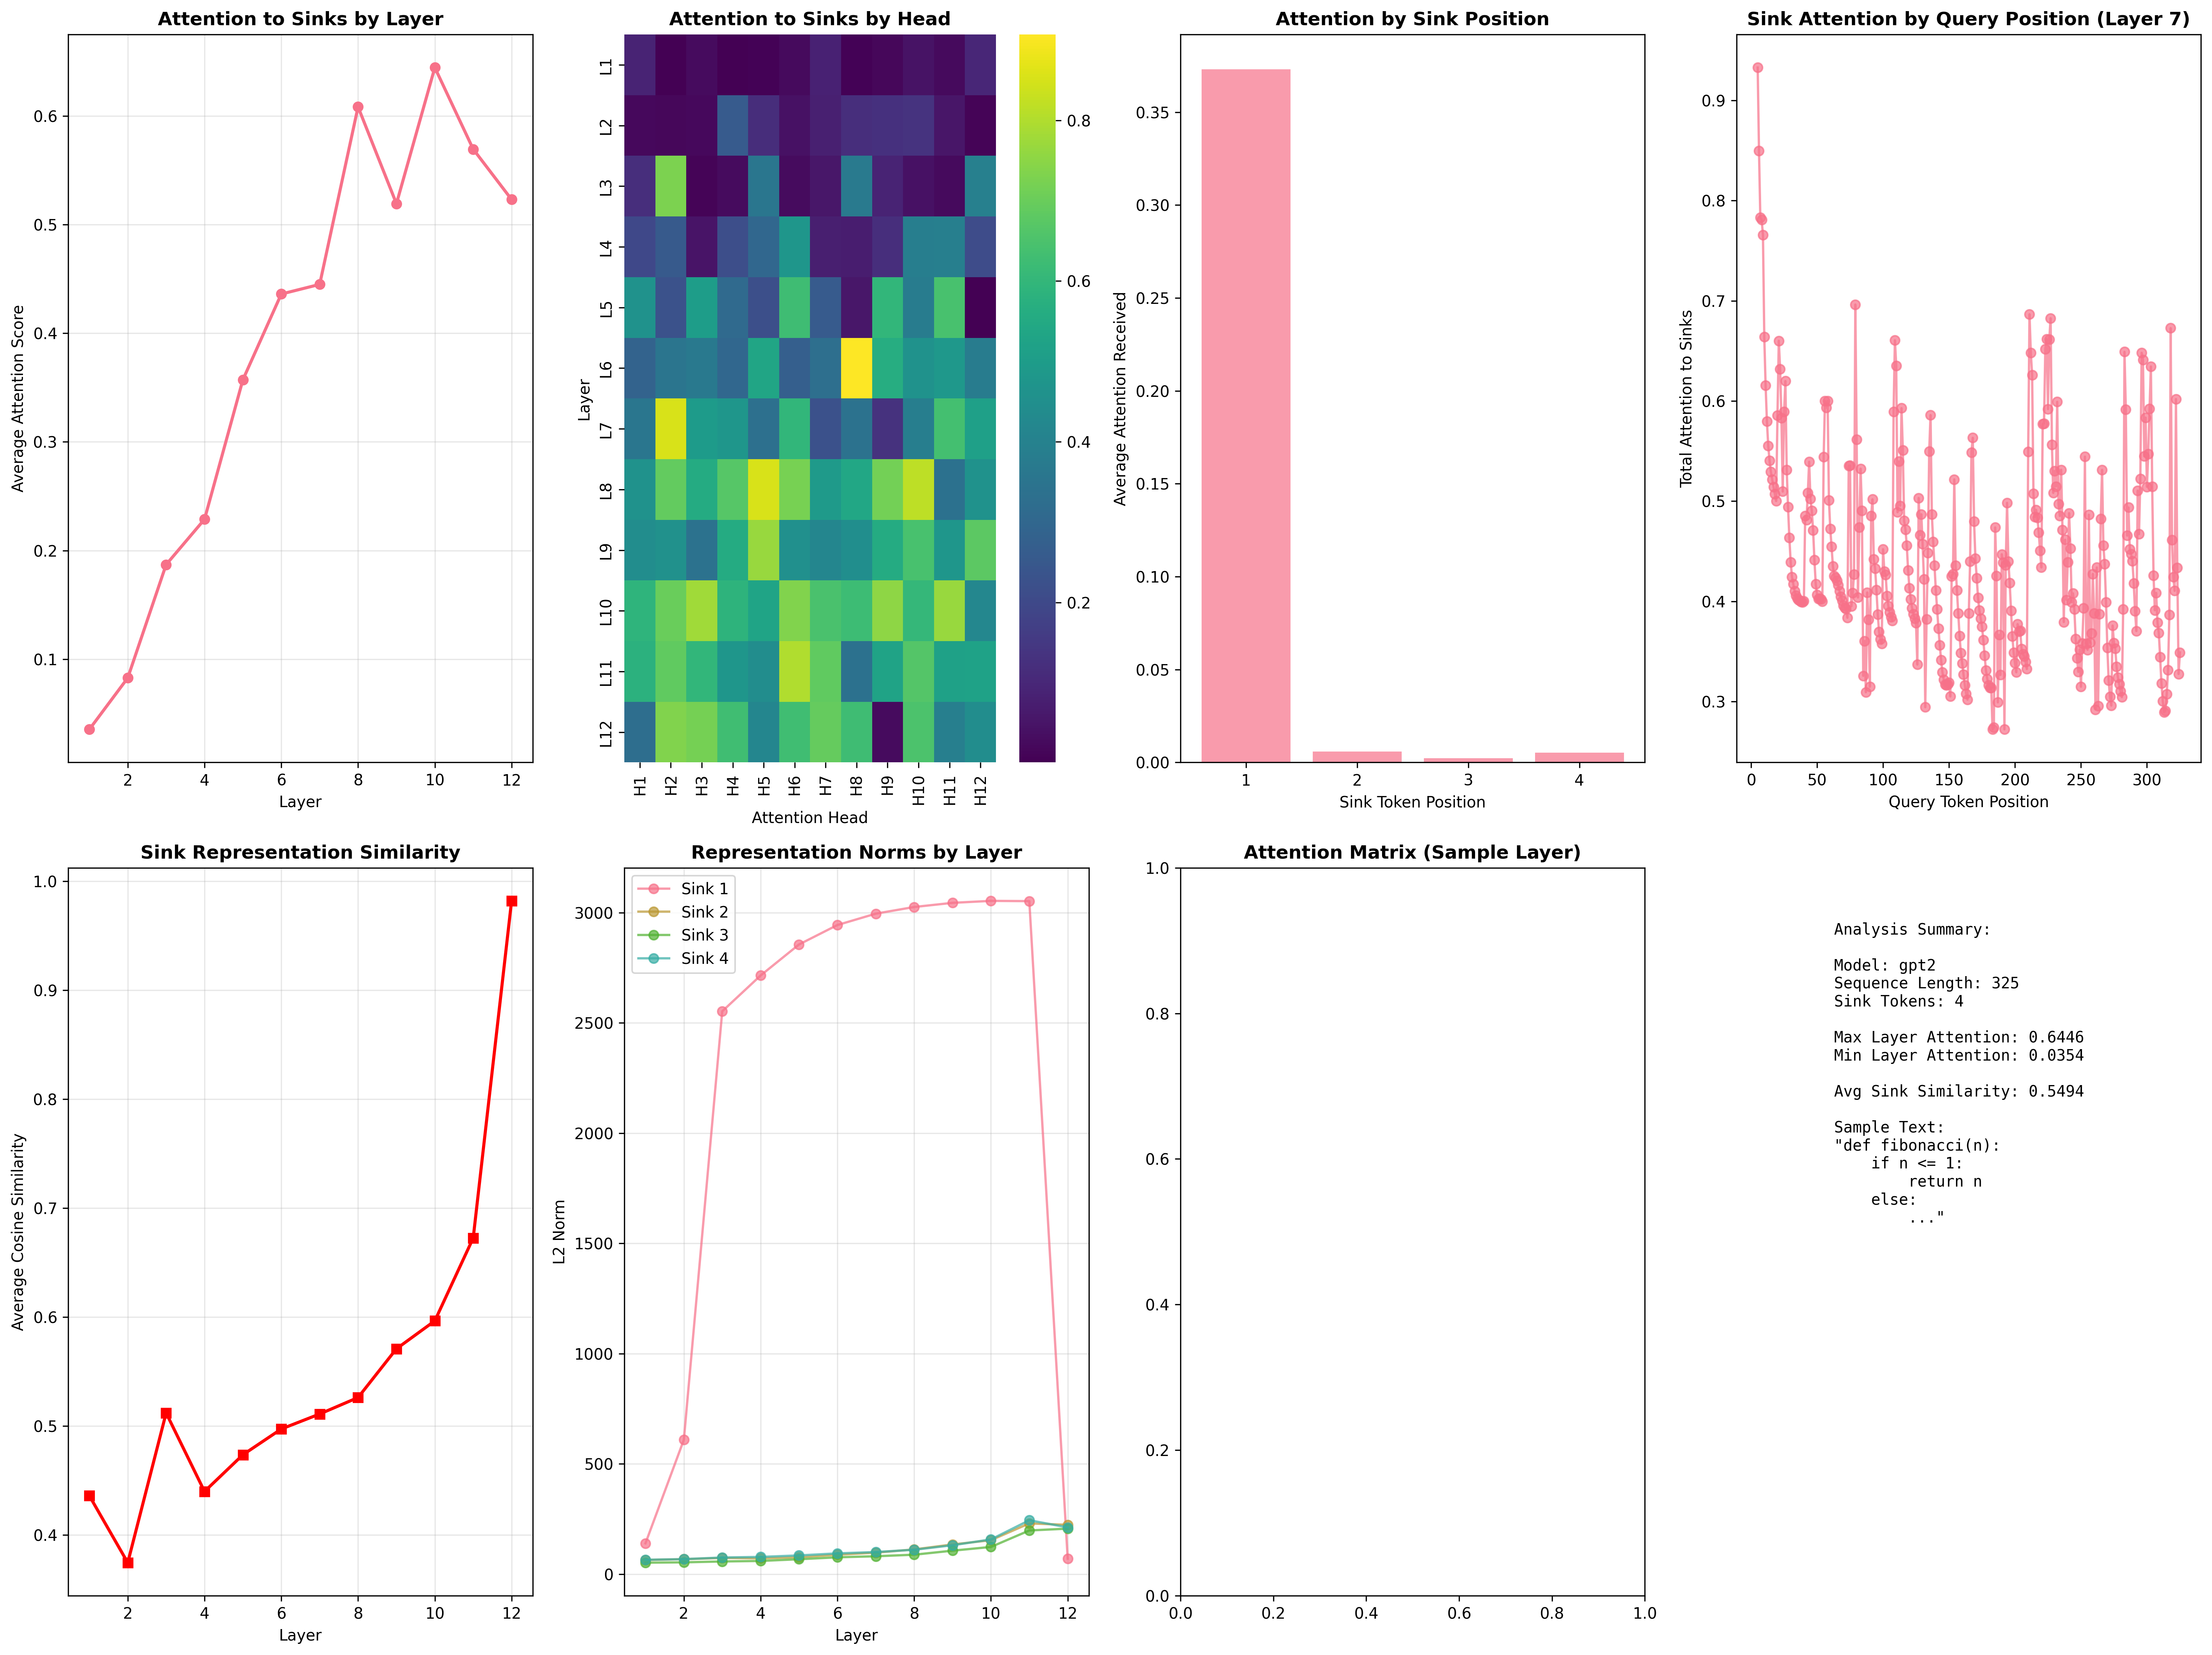 Attention to Sinks by Layer
Average Attention Score
0.6
0.5
0.4
0.3
0.2
0.1
2 4 6 8 10 12
Layer
Attention to Sinks by Head
Layer
L1
L2
L3
L4
L5
L6
L7
L8
L9
L10
L11
L12
H1 H2 H3 H4 H5 H6 H7 H8 H9 H10 H11 H12
Attention Head
0.8
0.6
0.4
0.2
Attention by Sink Position
Average Attention Received
0.35
0.30
0.25
0.20
0.15
0.10
0.05
0.00
1 2 3 4
Sink Token Position
Sink Attention by Query Position (Layer 7)
Total Attention to Sinks
0.9
0.8
0.7
0.6
0.5
0.4
0.3
0 50 100 150 200 250 300
Query Token Position
Sink Representation Similarity
Average Cosine Similarity
1.0
0.9
0.8
0.7
0.6
0.5
0.4
2 4 6 8 10 12
Layer
Representation Norms by Layer
L2 Norm
3000
2500
2000
1500
1000
500
0
Sink 1
Sink 2
Sink 3
Sink 4
2 4 6 8 10 12
Layer
Attention Matrix (Sample Layer)
1.0
0.8
0.6
0.4
0.2
0.0
0.0 0.2 0.4 0.6 0.8 1.0
Analysis Summary:
Model: gpt2
Sequence Length: 325
Sink Tokens: 4
Max Layer Attention: 0.6446
Min Layer Attention: 0.0354
Avg Sink Similarity: 0.5494
Sample Text:
"def fibonacci(n):
    if n <= 1:
        return n
    else:
        ..."